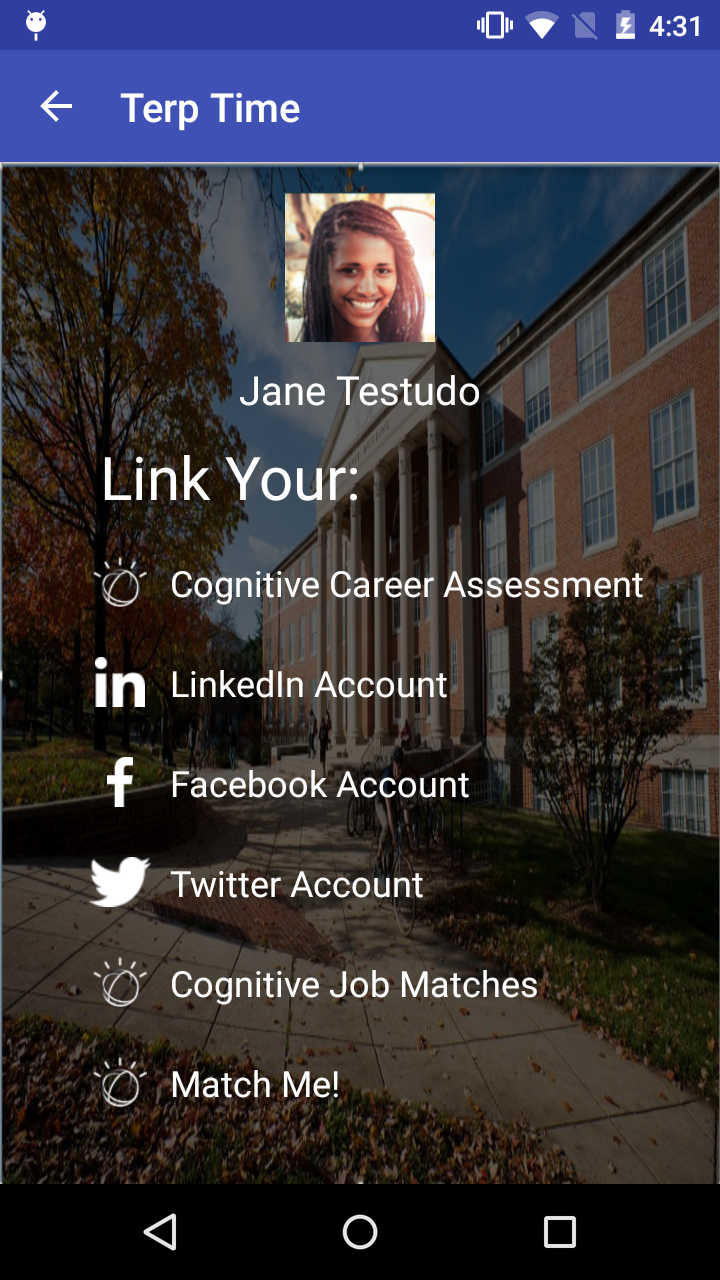 4:31
Terp Time
Jane Testudo
Link Your:
Cognitive Career Assessment
in LinkedIn Account
f Facebook Account
Twitter Account
Cognitive Job Matches
Match Me!